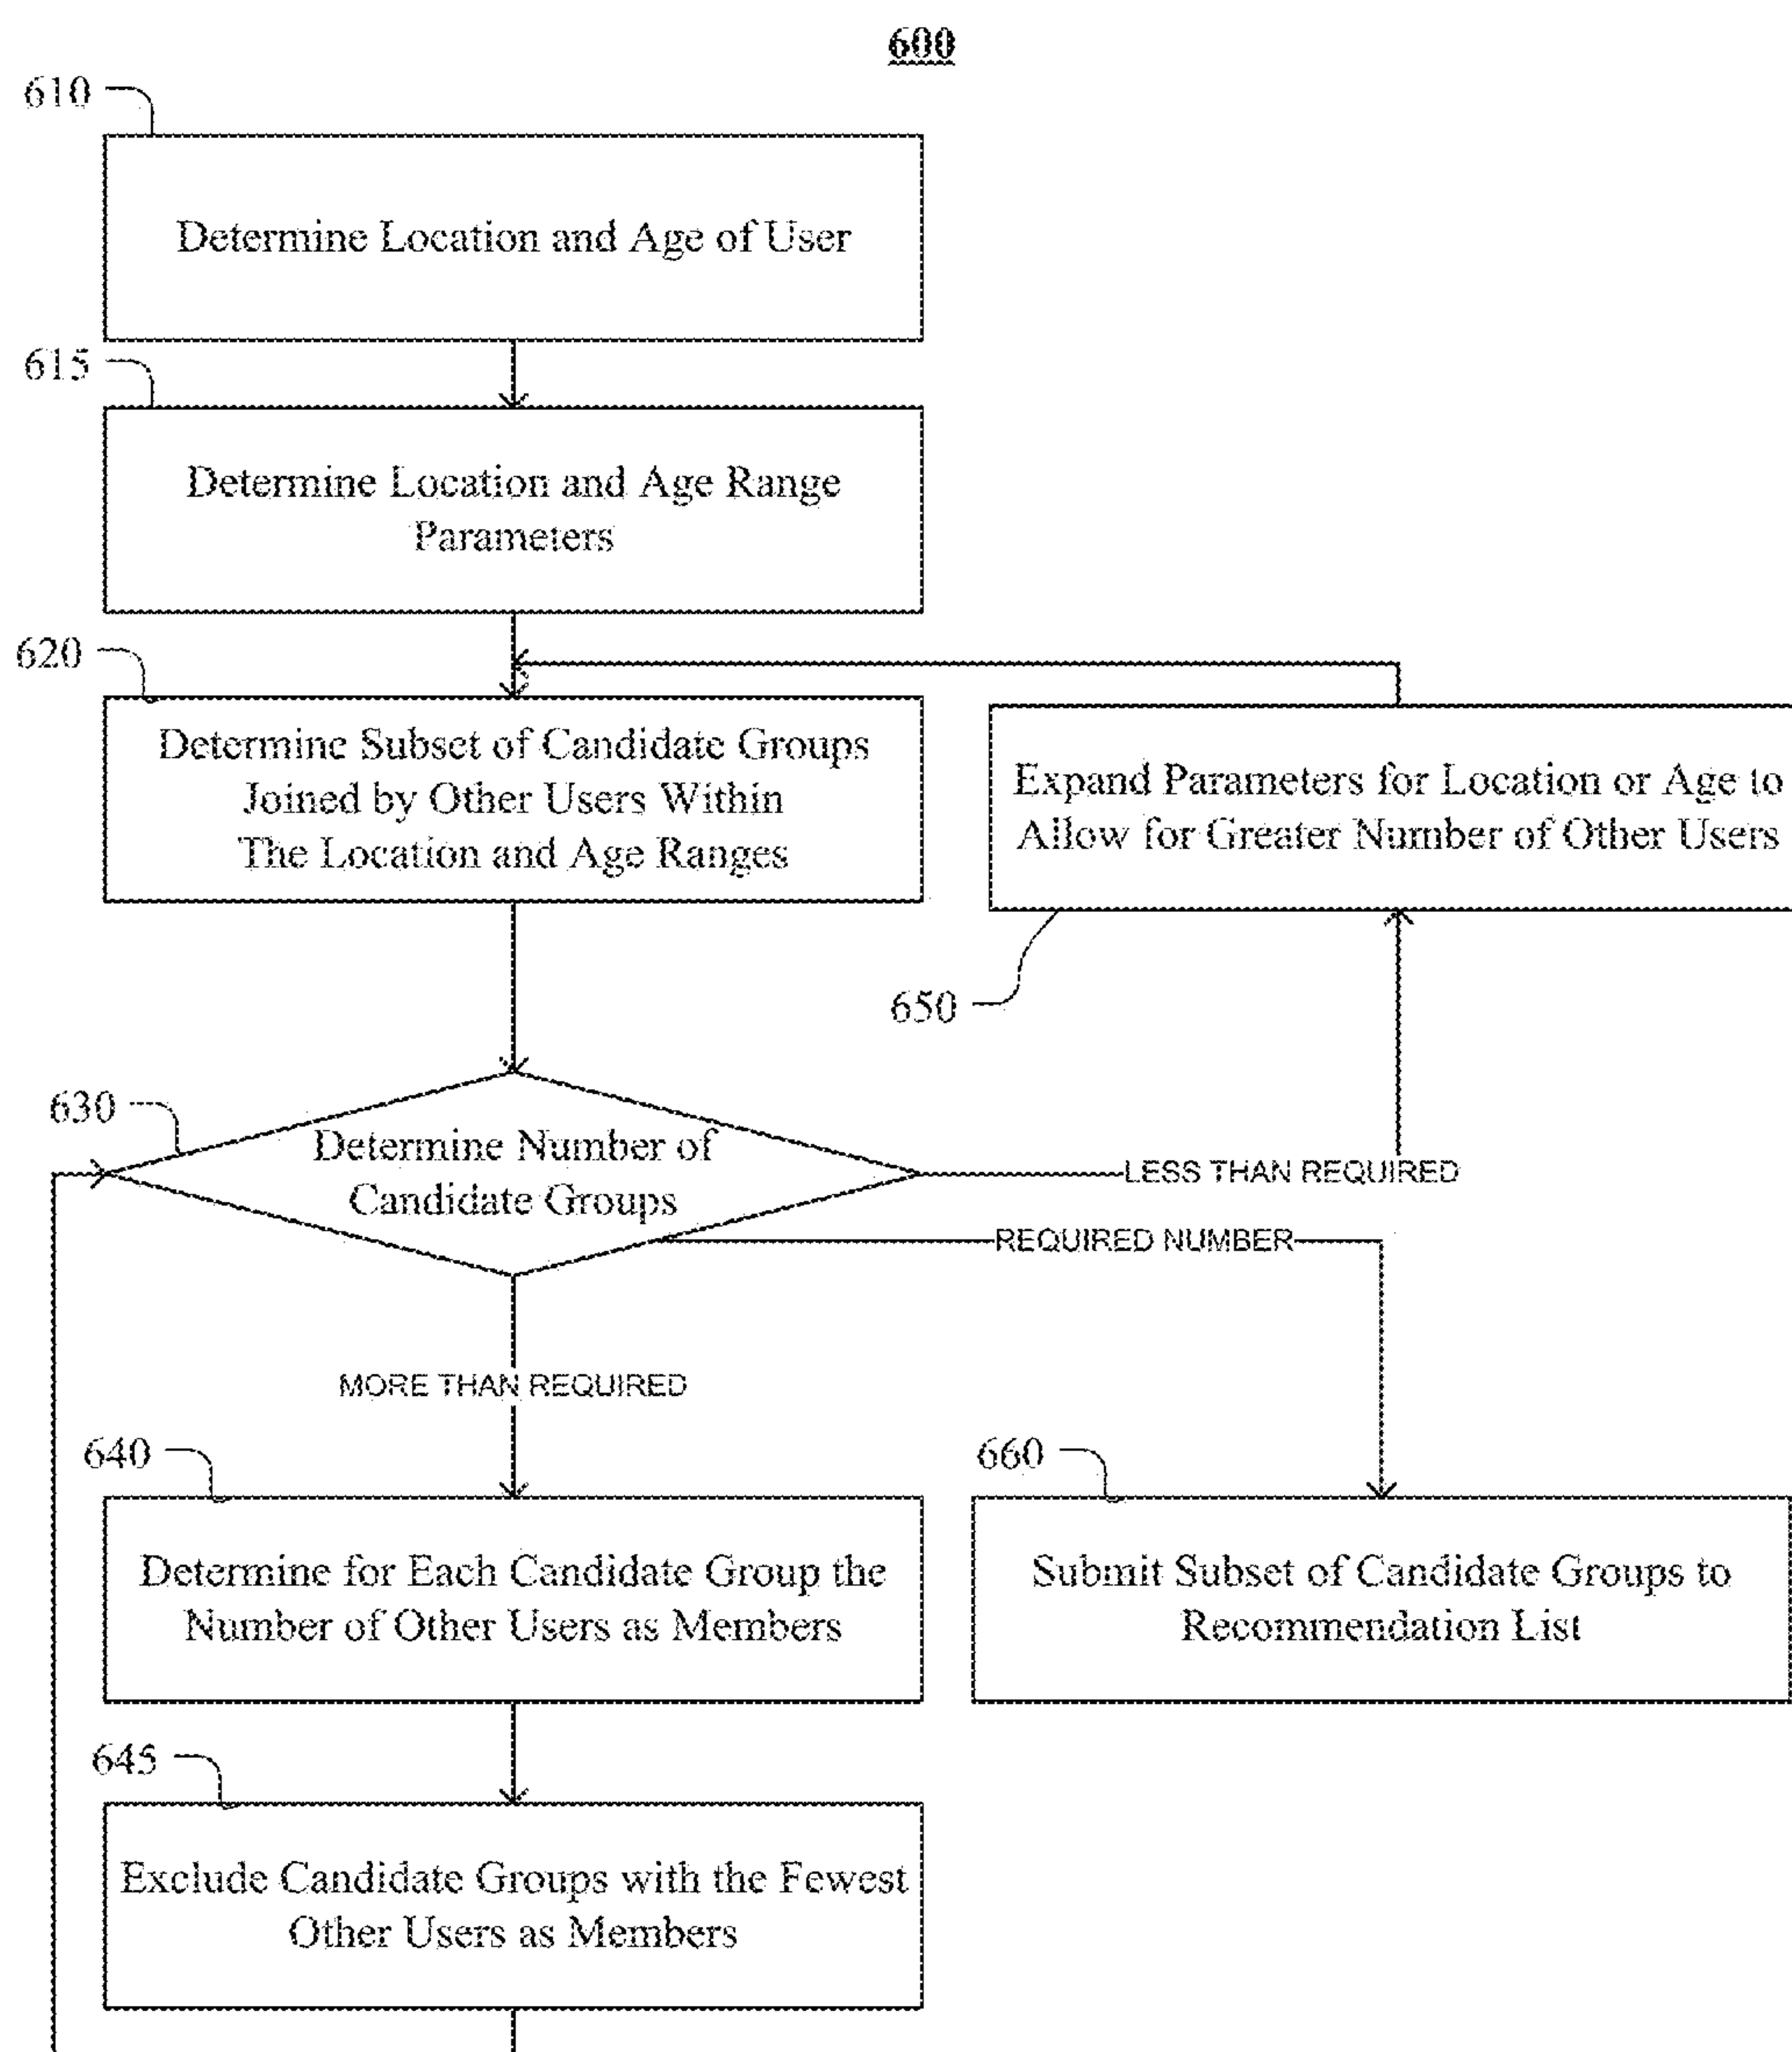 600
610
Determine Location and Age of User
615
Determine Location and Age Range
Parameters
620
Determine Subset of Candidate Groups
Joined by Other Users Within
The Location and Age Ranges
Expand Parameters for Location or Age to
Allow for Greater Number of Other Users
650
630
Determine Number of
Candidate Groups
LESS THAN REQUIRED
REQUIRED NUMBER
MORE THAN REQUIRED
640
Determine for Each Candidate Group the
Number of Other Users as Members
660
Submit Subset of Candidate Groups to
Recommendation List
645
Exclude Candidate Groups with the Fewest
Other Users as Members